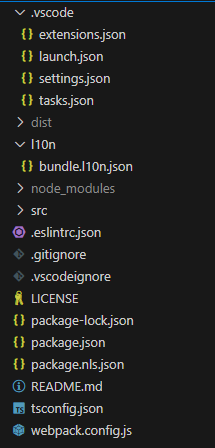 .vscode
extensions.json
launch.json
settings.json
tasks.json
dist
l10n
bundle.l10n.json
node_modules
src
.eslintrc.json
.gitignore
.vscodeignore
LICENSE
package-lock.json
package.json
package.nls.json
README.md
tsconfig.json
webpack.config.js